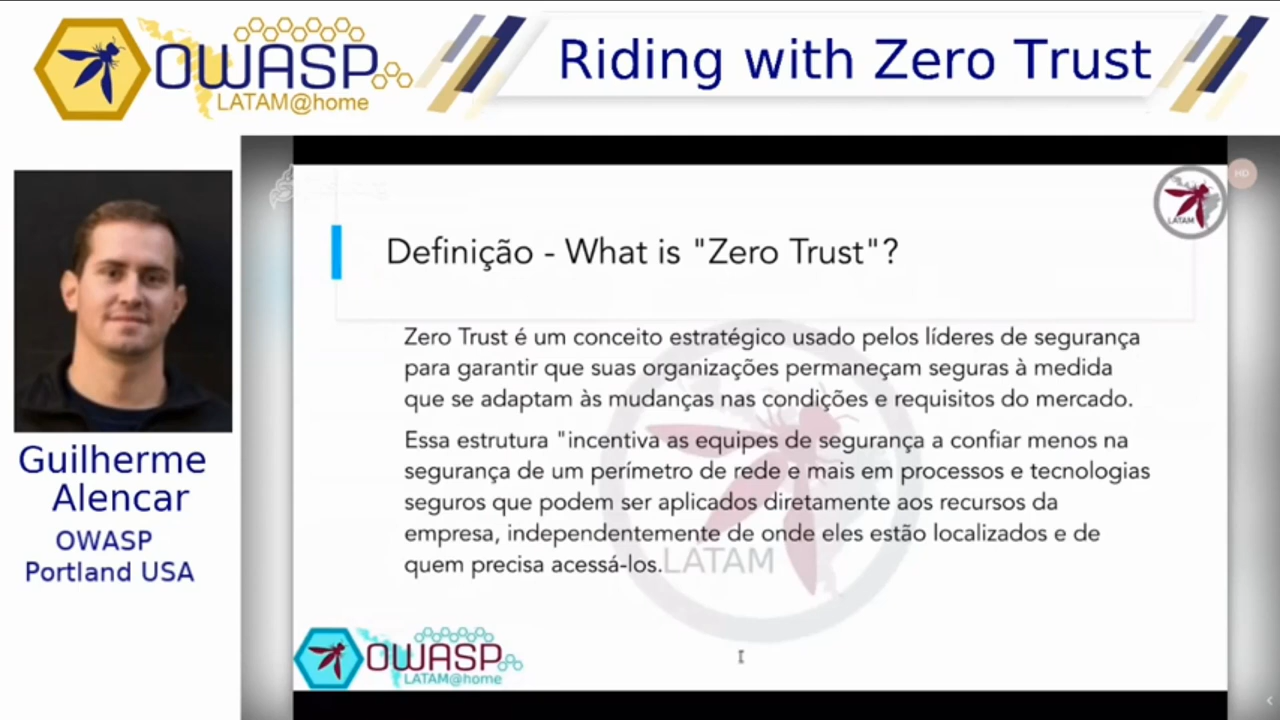 OWASP
LATAM@home
Riding with Zero Trust
HD
LATAM
Definição - What is "Zero Trust"?
Zero Trust é um conceito estratégico usado pelos líderes de segurança
para garantir que suas organizações permaneçam seguras à medida
que se adaptam às mudanças nas condições e requisitos do mercado.
Essa estrutura "incentiva as equipes de segurança a confiar menos na
segurança de um perímetro de rede e mais em processos e tecnologias
seguros que podem ser aplicados diretamente aos recursos da
empresa, independentemente de onde eles estão localizados e de
quem precisa acessá-los.
LATAM
Guilherme
Alencar
OWASP
Portland USA
OWASP
LATAM@home